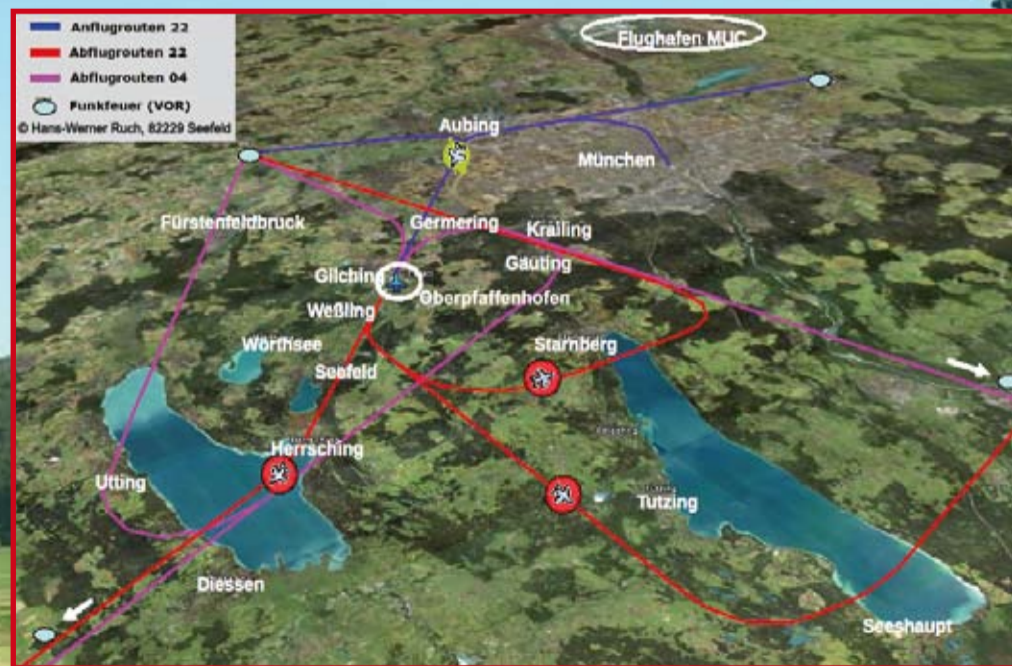 Anflugrouten 22
Abflugrouten 22
Abflugrouten 04
Funkfeuer (VOR)
© Hans-Werner Ruch, 82229 Seefeld
Flughafen MUC
Aubing
München
Fürstenfeldbruck
Germering
Krailing
Gauting
Gilching
Oberpfaffenhofen
Weßling
Wörthsee
Starnberg
Seefeld
Herrsching
Utting
Tutzing
Diessen
Seeshaupt